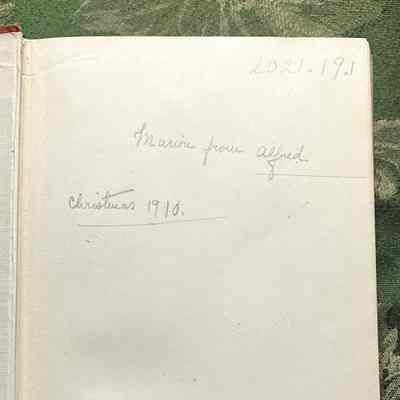 2021.19.1
Marion from Alfred.
Christmas 1910.